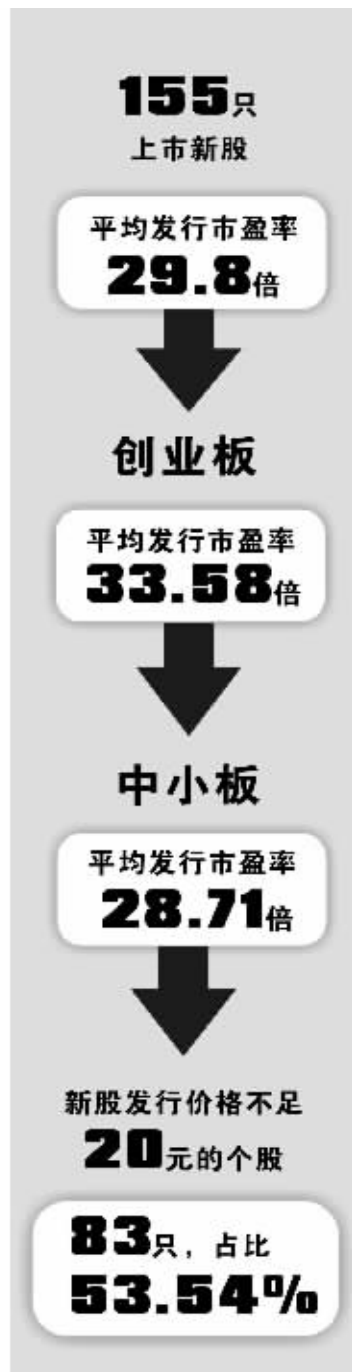 155只
上市新股
平均发行市盈率
29.8倍
创业板
平均发行市盈率
33.58倍
中小板
平均发行市盈率
28.71倍
新股发行价格不足
20元的个股
83只，占比
53.54%